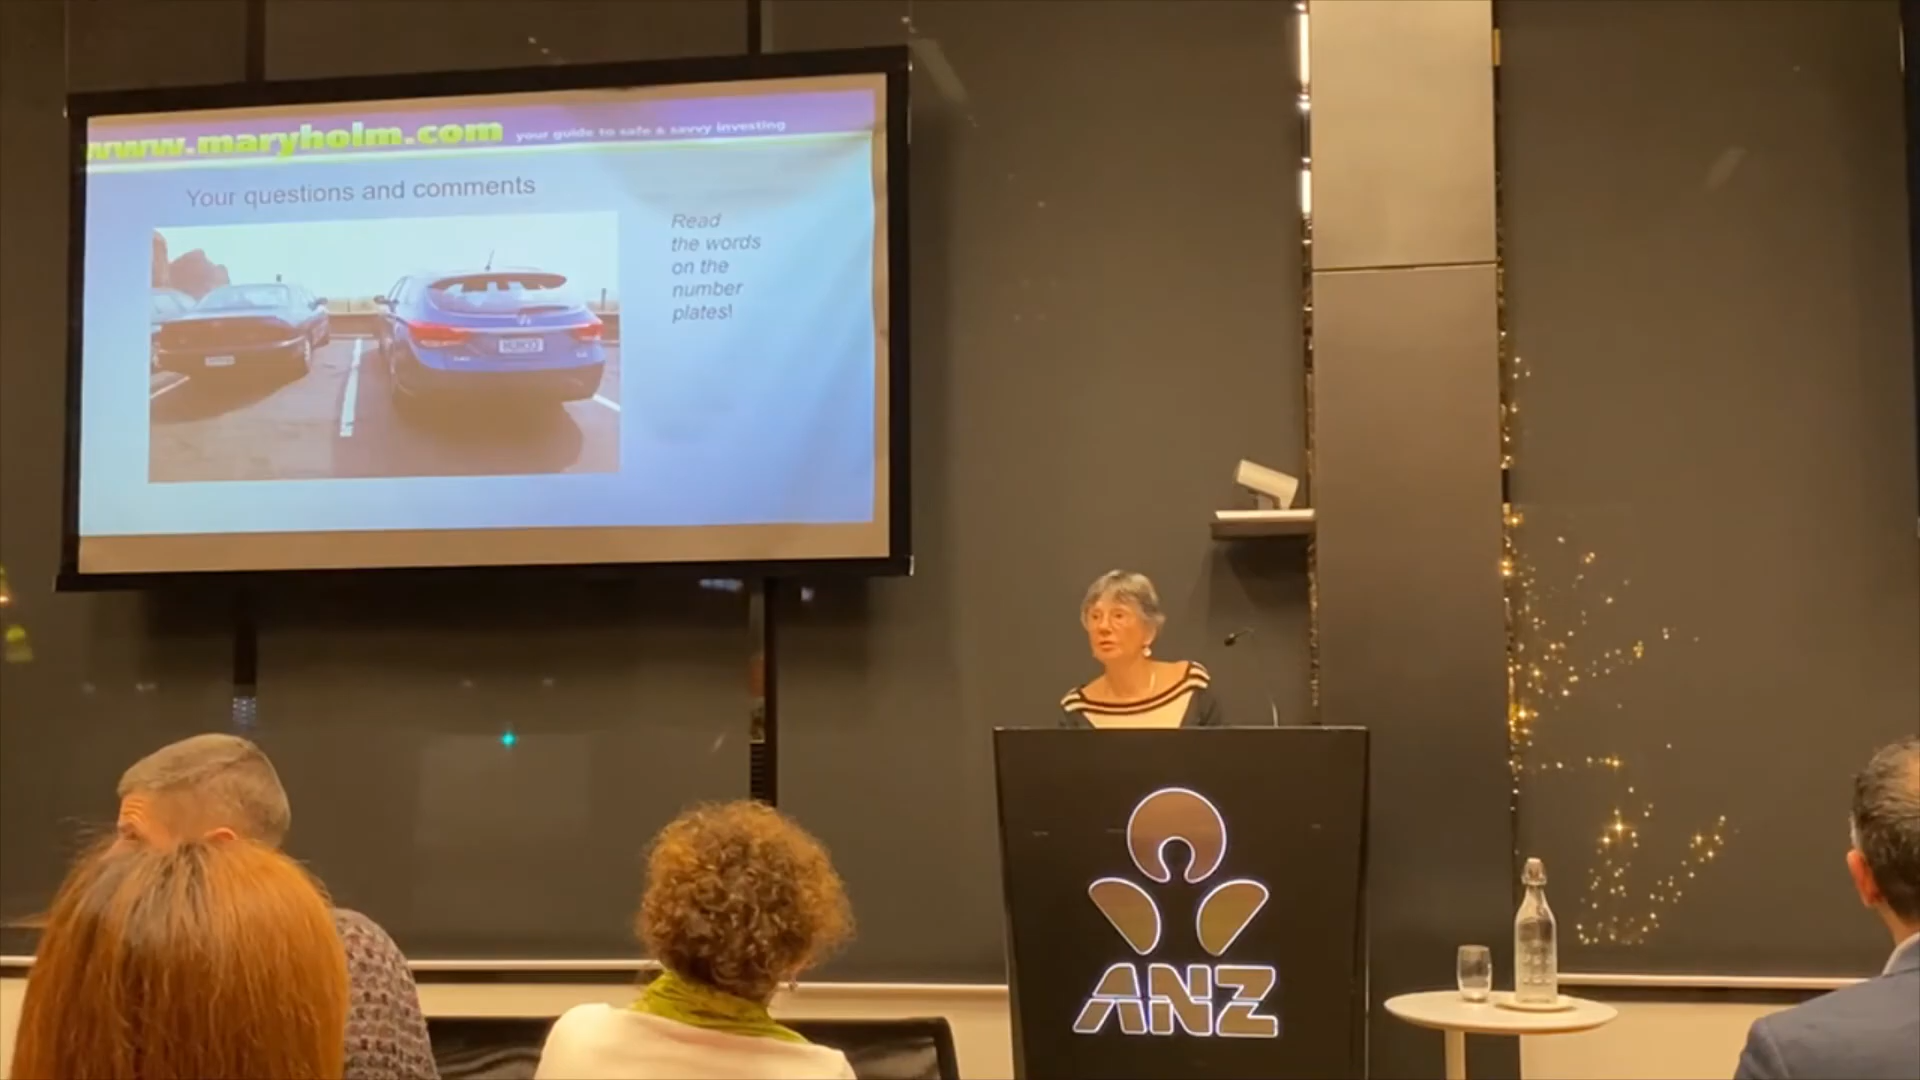 www.maryholm.com your guide to safe & savvy investing
Your questions and comments
Read
the words
on the
number
plates!
ANZ